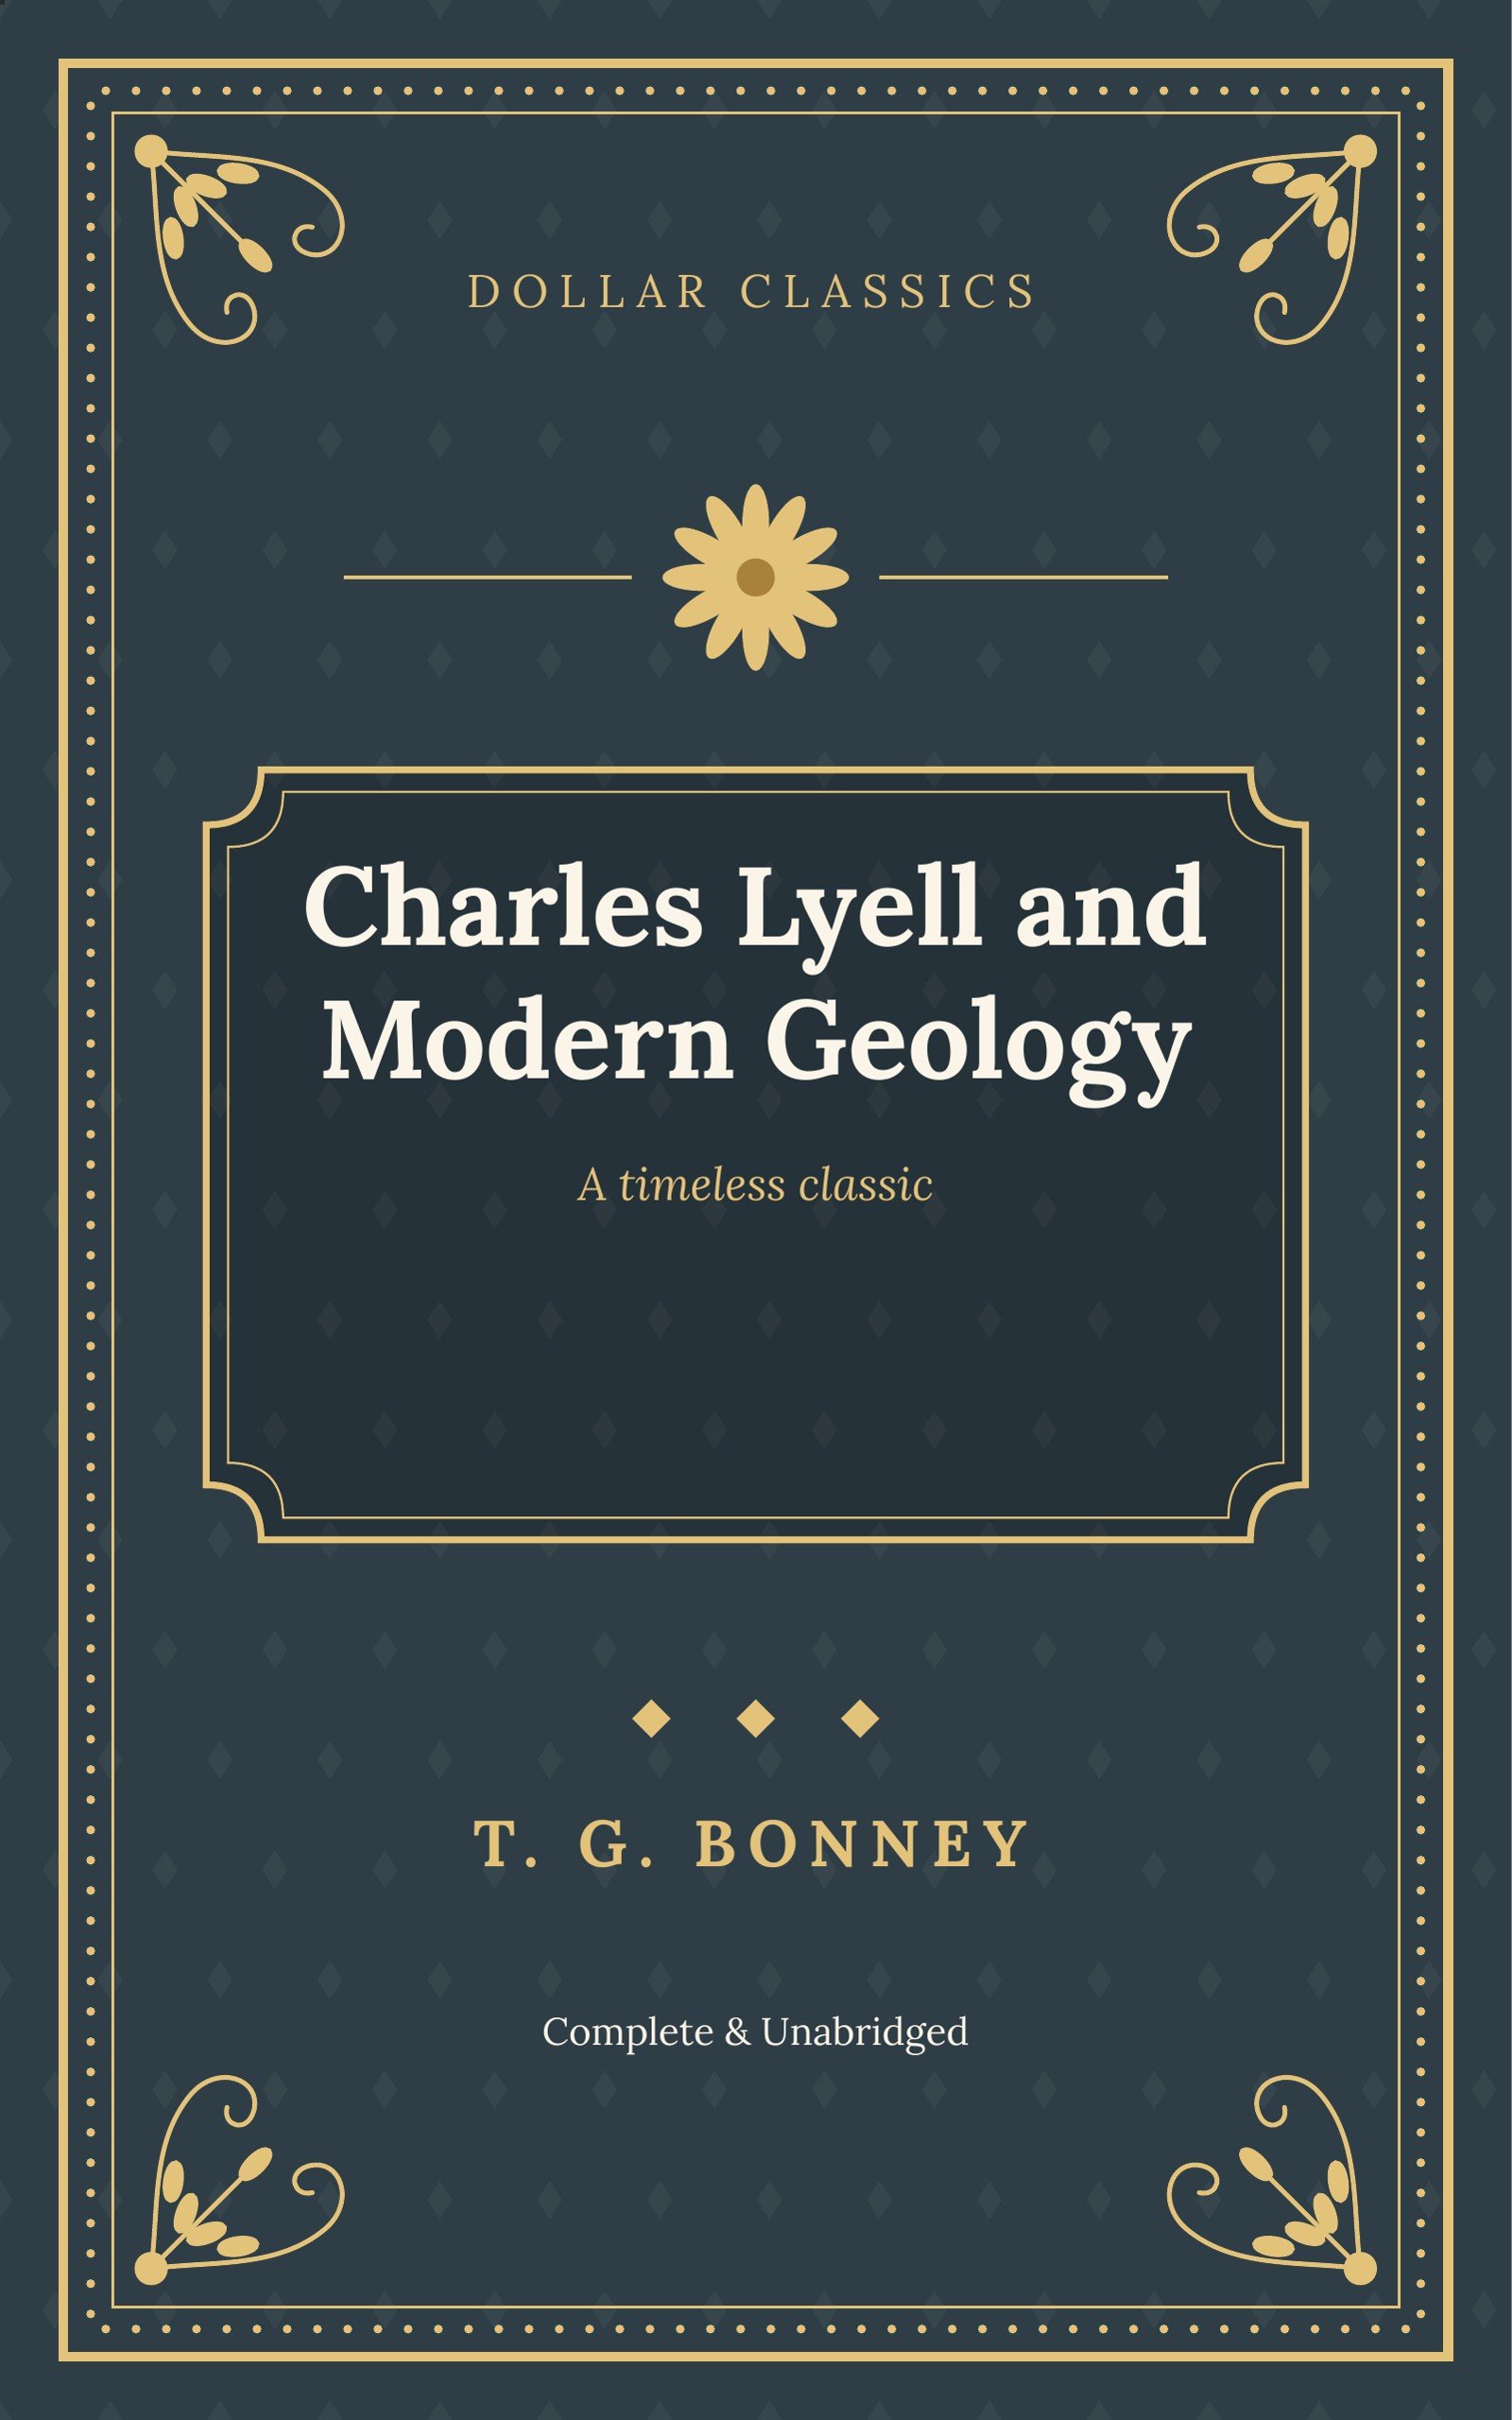 DOLLAR CLASSICS
Charles Lyell and
Modern Geology
A timeless classic
T. G. BONNEY
Complete & Unabridged